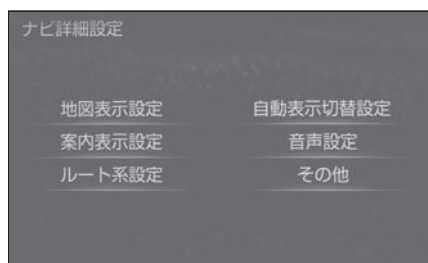 ナビ詳細設定
地図表示設定
自動表示切替設定
案内表示設定
音声設定
ルート系設定
その他